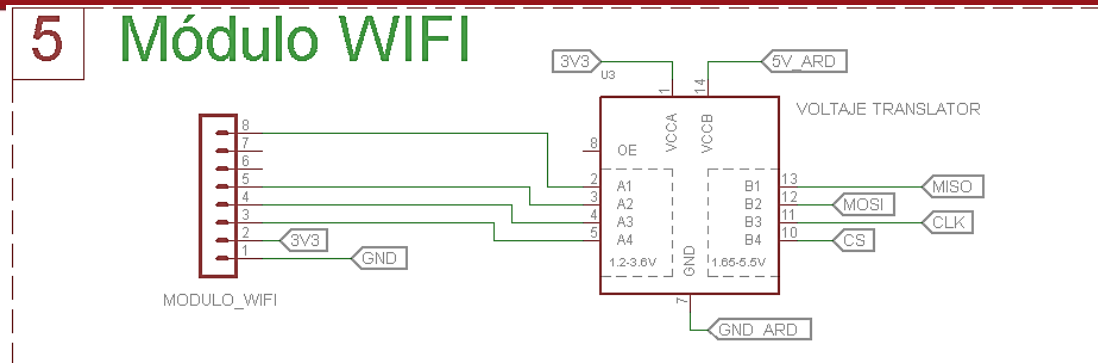 5 Módulo WIFI
3V3
5V_ARD
U3
1
14
VOLTAJE TRANSLATOR
VCCA
VCCB
8
7
6
5
4
3
2
1
8
OE
2
A1
3
A2
4
A3
5
A4
B1
13
MISO
B2
12
MOSI
B3
11
CLK
B4
10
CS
3V3
GND
1.2-3.6V
GND
1.65-5.5V
MODULO_WIFI
7
GND_ARD